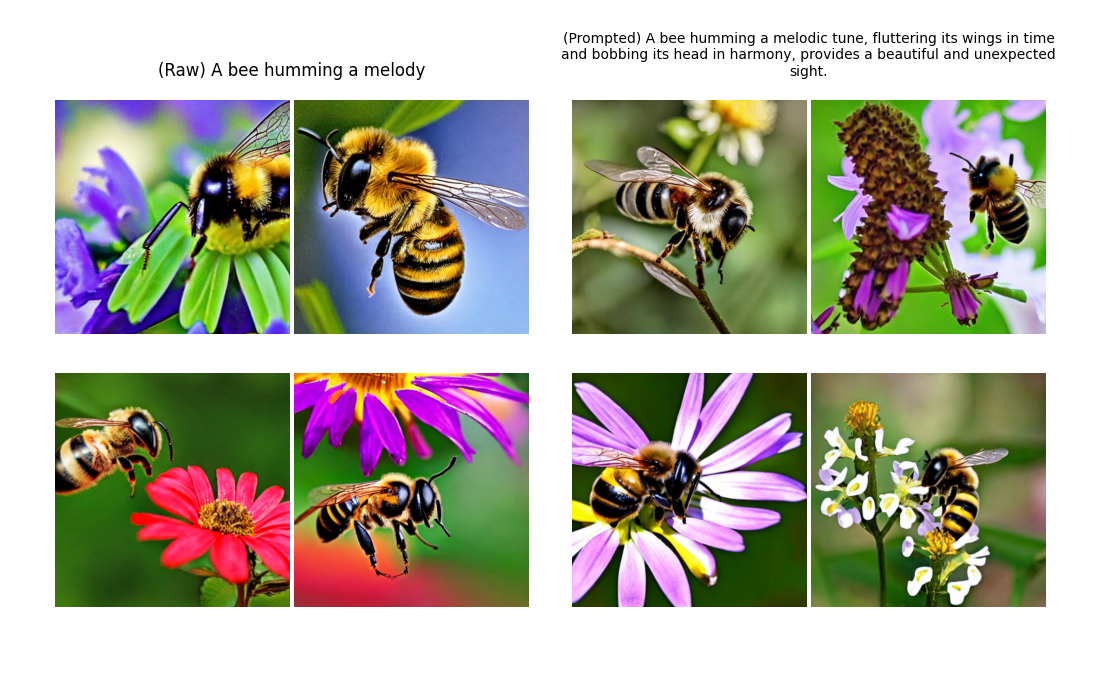 (Raw) A bee humming a melody
(Prompted) A bee humming a melodic tune, fluttering its wings in time
and bobbing its head in harmony, provides a beautiful and unexpected
sight.